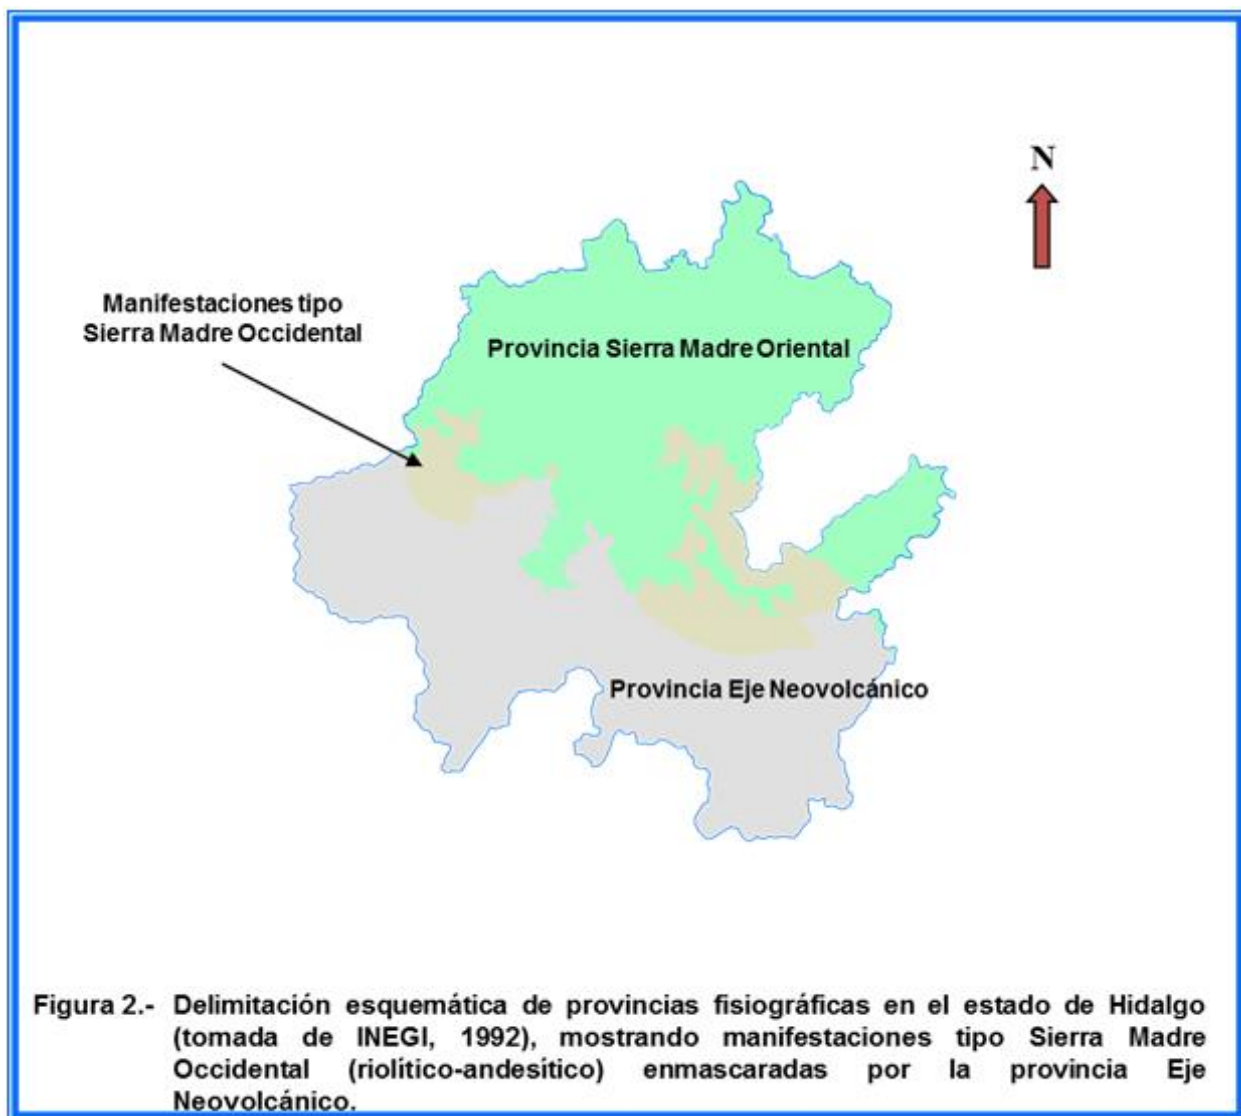 N
Manifestaciones tipo
Sierra Madre Occidental
Provincia Sierra Madre Oriental
Provincia Eje Neovolcánico
Figura 2.- Delimitación esquemática de provincias fisiográficas en el estado de Hidalgo
(tomada de INEGI, 1992), mostrando manifestaciones tipo Sierra Madre
Occidental (riolítico-andesítico) enmascaradas por la provincia Eje
Neovolcánico.